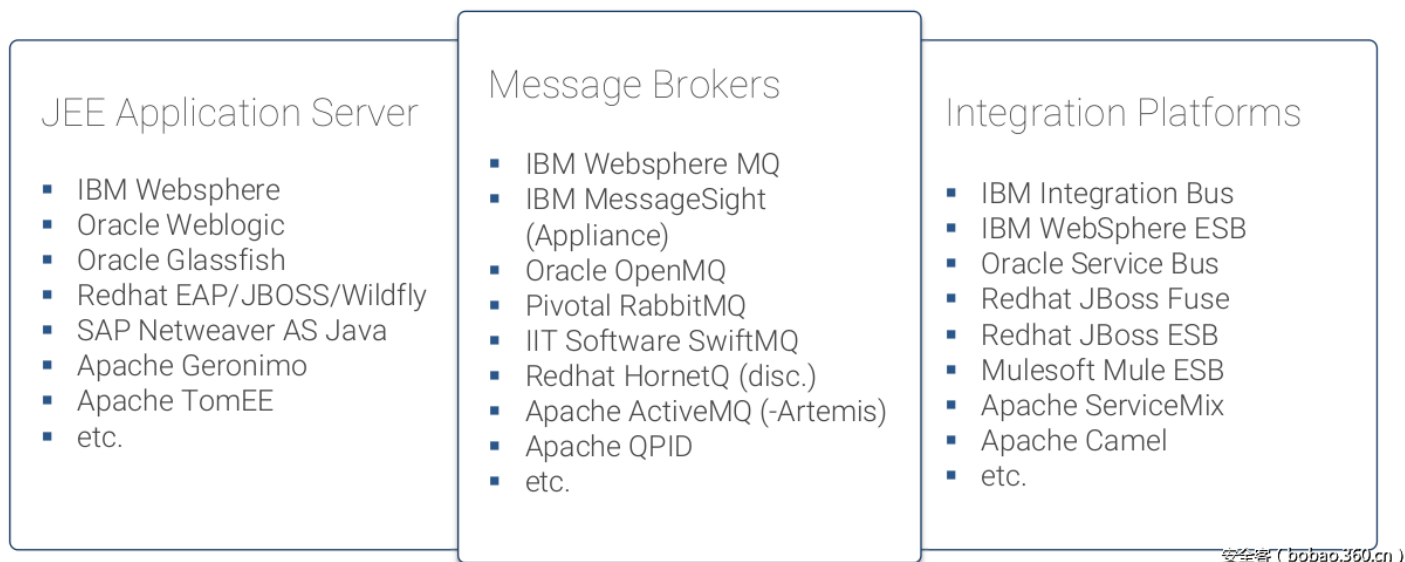 JEE Application Server
IBM Websphere
Oracle Weblogic
Oracle Glassfish
Redhat EAP/JBOSS/Wildfly
SAP Netweaver AS Java
Apache Geronimo
Apache TomEE
etc.
Message Brokers
IBM Websphere MQ
IBM MessageSight
(Appliance)
Oracle OpenMQ
Pivotal RabbitMQ
IIT Software SwiftMQ
Redhat HornetQ (disc.)
Apache ActiveMQ (-Artemis)
Apache QPID
etc.
Integration Platforms
IBM Integration Bus
IBM WebSphere ESB
Oracle Service Bus
Redhat JBoss Fuse
Redhat JBoss ESB
Mulesoft Mule ESB
Apache ServiceMix
Apache Camel
etc.
安全客 ( bobao.360.cn )